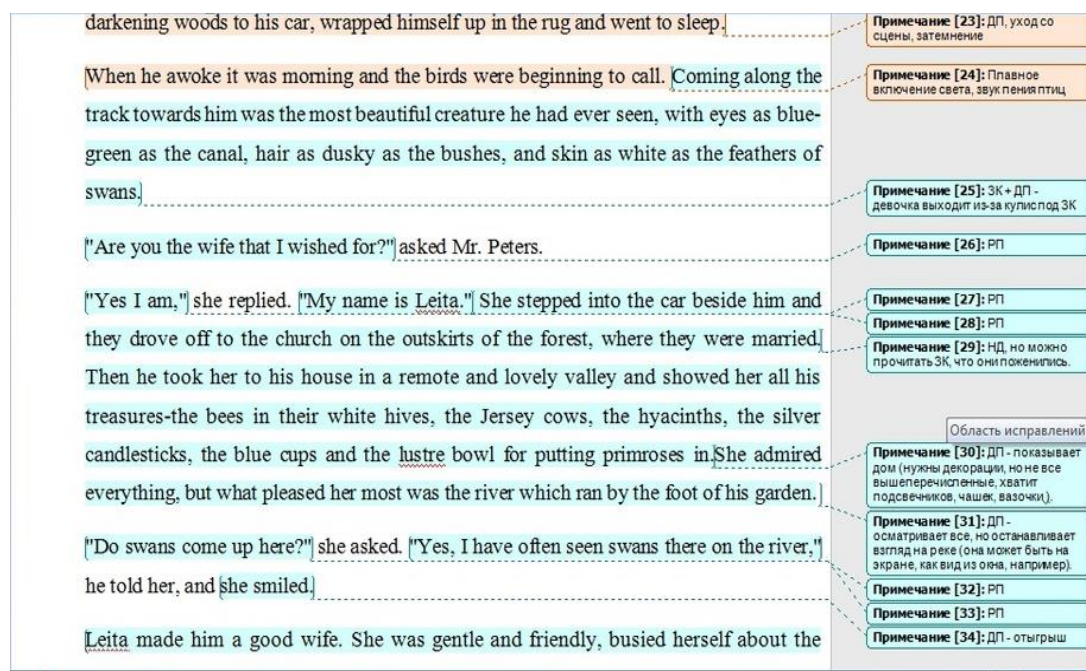 darkening woods to his car, wrapped himself up in the rug and went to sleep.
When he awoke it was morning and the birds were beginning to call. Coming along the
track towards him was the most beautiful creature he had ever seen, with eyes as blue-
green as the canal, hair as dusky as the bushes, and skin as white as the feathers of
swans.
"Are you the wife that I wished for?" asked Mr. Peters.
"Yes I am," she replied. "My name is Leita." She stepped into the car beside him and
they drove off to the church on the outskirts of the forest, where they were married.
Then he took her to his house in a remote and lovely valley and showed her all his
treasures-the bees in their white hives, the Jersey cows, the hyacinths, the silver
candlesticks, the blue cups and the lustre bowl for putting primroses in.She admired
everything, but what pleased her most was the river which ran by the foot of his garden.
"Do swans come up here?" she asked. "Yes, I have often seen swans there on the river,"
he told her, and she smiled.
Leita made him a good wife. She was gentle and friendly, busied herself about the
Примечание [23]: ДП, уход со
сцены, затемнение
Примечание [24]: Плавное
включение света, звук пения птиц
Примечание [25]: ЗК + ДП -
девочка выходит из-за кулис под ЗК
Примечание [26]: РП
Примечание [27]: РП
Примечание [28]: РП
Примечание [29]: НД, но можно
прочитать ЗК, что они поженились.
Область исправлений
Примечание [30]: ДП - показывает
дом (нужны декорации, но не все
вышеперечисленные, хватит
подсвечников, чашек, вазочки,).
Примечание [31]: ДП -
осматривает все, но останавливает
взгляд на реке (она может быть на
экране, как вид из окна, например).
Примечание [32]: РП
Примечание [33]: РП
Примечание [34]: ДП - отыгрыш